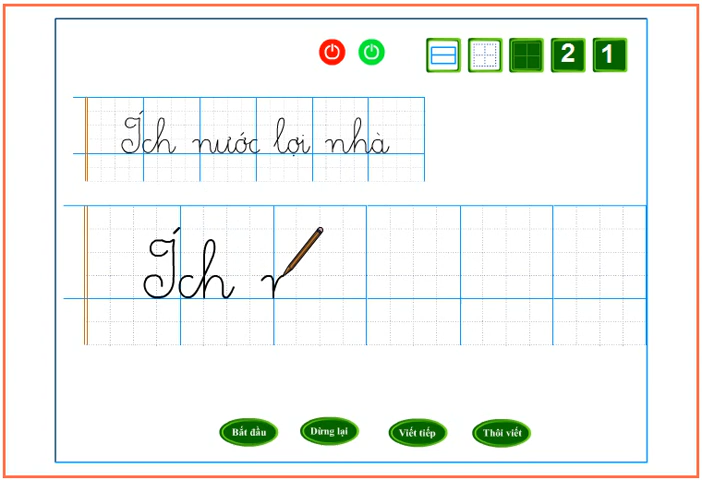 2 1
Ích nước lợi nhà
Ích n
Bắt đầu Dừng lại Viết tiếp Thôi viết